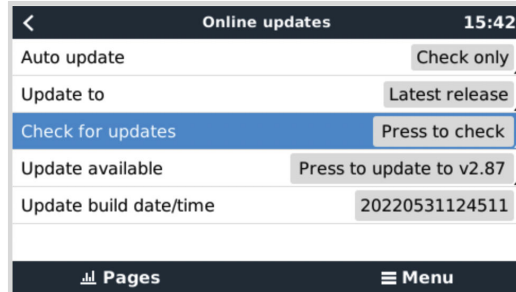 Online updates 15:42
Auto update Check only
Update to Latest release
Check for updates Press to check
Update available Press to update to v2.87
Update build date/time 20220531124511
Pages Menu